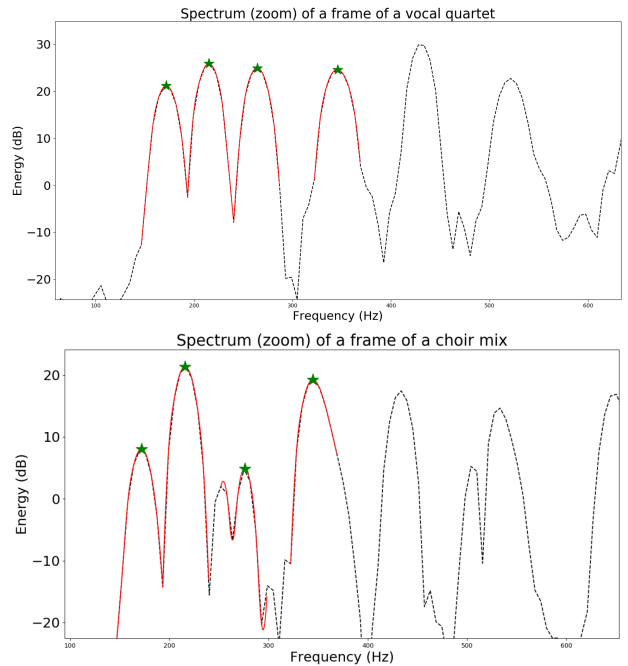 Spectrum (zoom) of a frame of a vocal quartet
Energy (dB)
30
20
10
0
−10
−20
100 200 300 400 500 600
Frequency (Hz)
Spectrum (zoom) of a frame of a choir mix
Energy (dB)
20
10
0
−10
−20
100 200 300 400 500 600
Frequency (Hz)